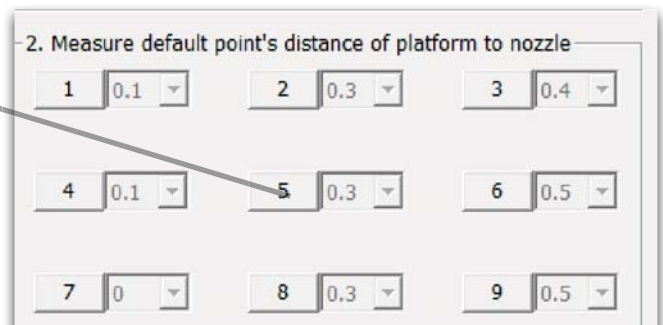 2. Measure default point's distance of platform to nozzle
1 0.1 2 0.3 3 0.4
4 0.1 5 0.3 6 0.5
7 0 8 0.3 9 0.5